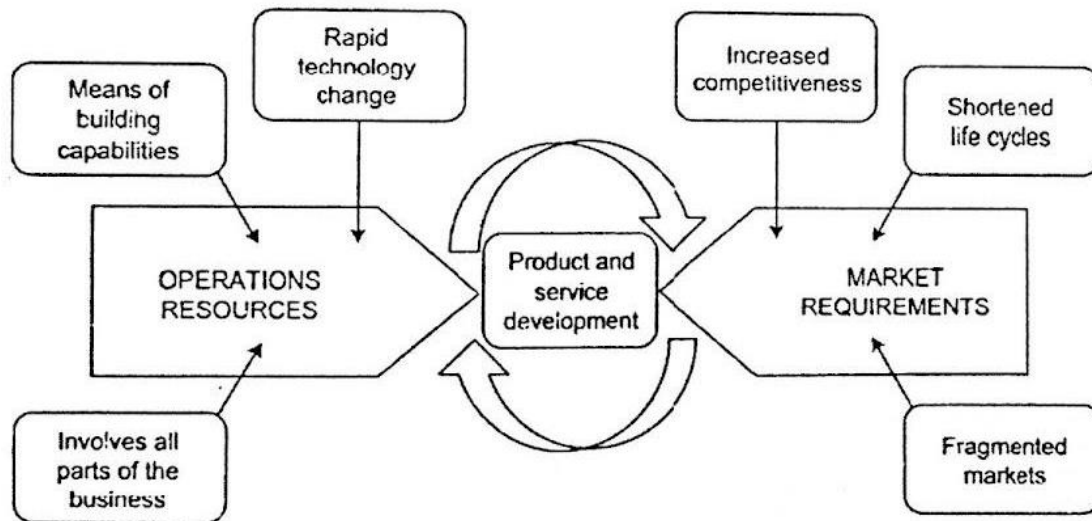 Rapid
technology
change
Increased
competitiveness
Means of
building
capabilities
Shortened
life cycles
OPERATIONS
RESOURCES
Product and
service
development
MARKET
REQUIREMENTS
Involves all
parts of the
business
Fragmented
markets